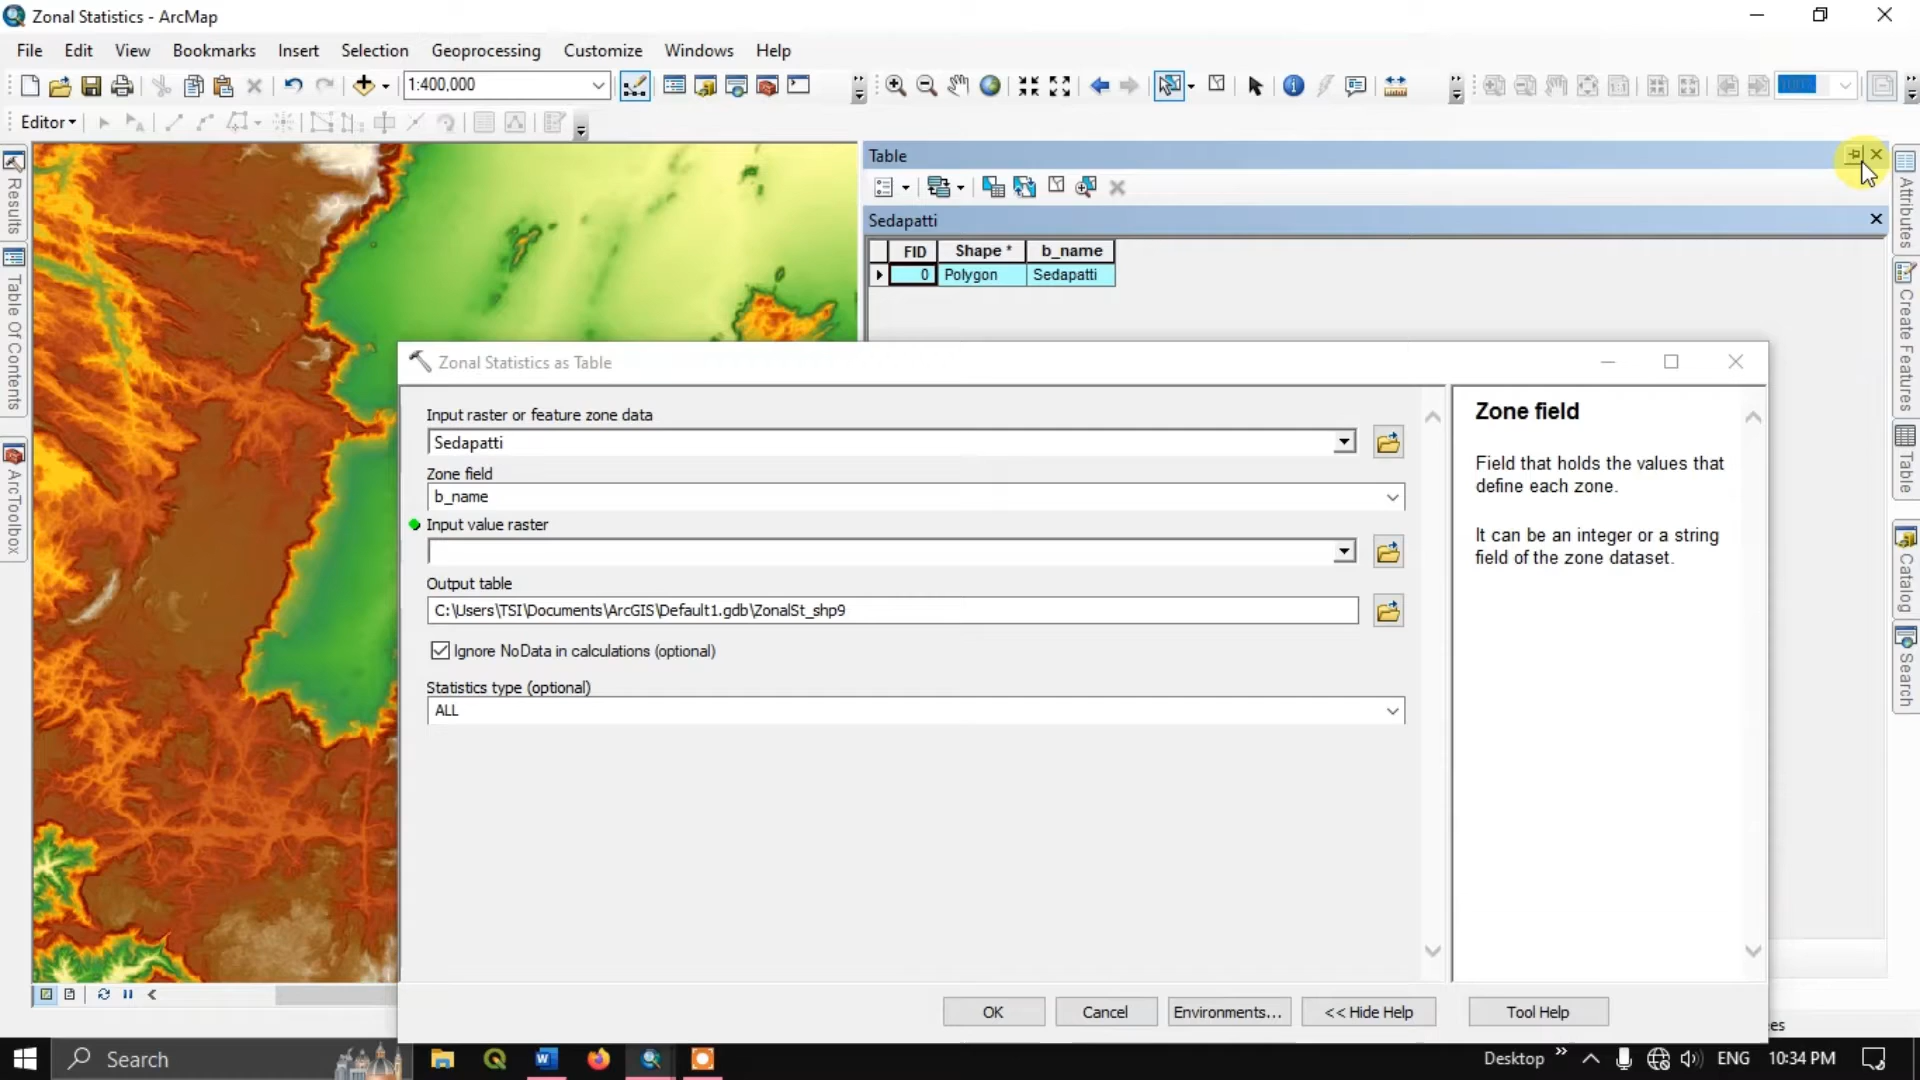 Zonal Statistics - ArcMap
File Edit View Bookmarks Insert Selection Geoprocessing Customize Windows Help
1:400,000
Editor
Results
Table Of Contents
ArcToolbox
Table
Sedapatti
FID Shape * b_name
0 Polygon Sedapatti
Zonal Statistics as Table
Input raster or feature zone data
Sedapatti
Zone field
b_name
Input value raster
Output table
C:\Users\TSI\Documents\ArcGIS\Default1.gdb\ZonalSt_shp9
Ignore NoData in calculations (optional)
Statistics type (optional)
ALL
OK Cancel Environments... << Hide Help Tool Help
Zone field
Field that holds the values that
define each zone.
It can be an integer or a string
field of the zone dataset.
Attributes
Create Features
Table
Catalog
Search
es
Search
Desktop ENG 10:34 PM